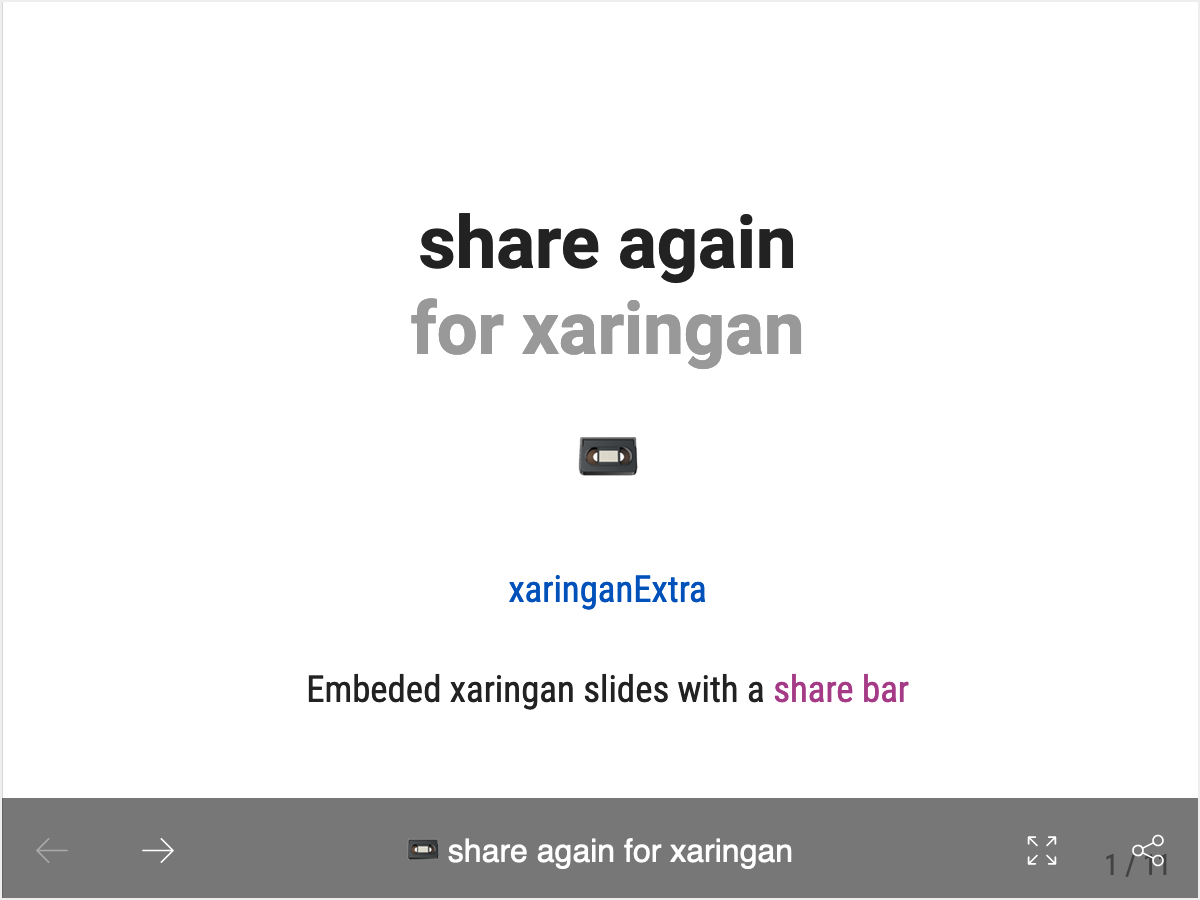 share again
for xaringan
xaringanExtra
Embeded xaringan slides with a share bar
share again for xaringan
1 / 11